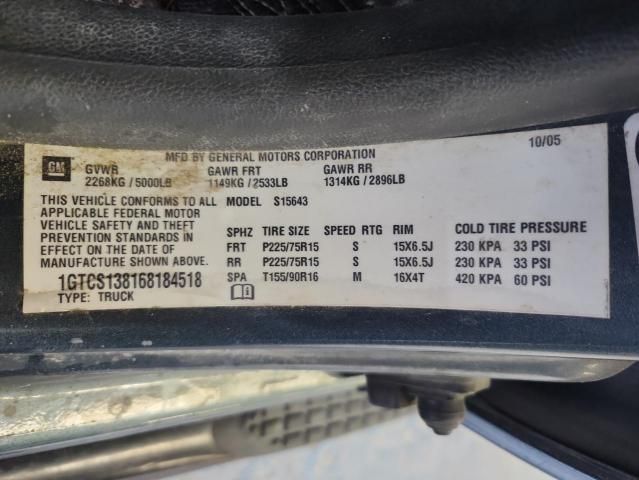 MFD BY GENERAL MOTORS CORPORATION 10/05
GM GVWR GAWR FRT GAWR RR
2268KG / 5000LB 1149KG / 2533LB 1314KG / 2896LB
THIS VEHICLE CONFORMS TO ALL MODEL S15643
APPLICABLE FEDERAL MOTOR
VEHICLE SAFETY AND THEFT SPHZ TIRE SIZE SPEED RTG RIM COLD TIRE PRESSURE
PREVENTION STANDARDS IN FRT P225/75R15 S 15X6.5J 230 KPA 33 PSI
EFFECT ON THE DATE OF RR P225/75R15 S 15X6.5J 230 KPA 33 PSI
MANUFACTURE SHOWN ABOVE. SPA T155/90R16 M 16X4T 420 KPA 60 PSI
1GTCS138168184518
TYPE: TRUCK